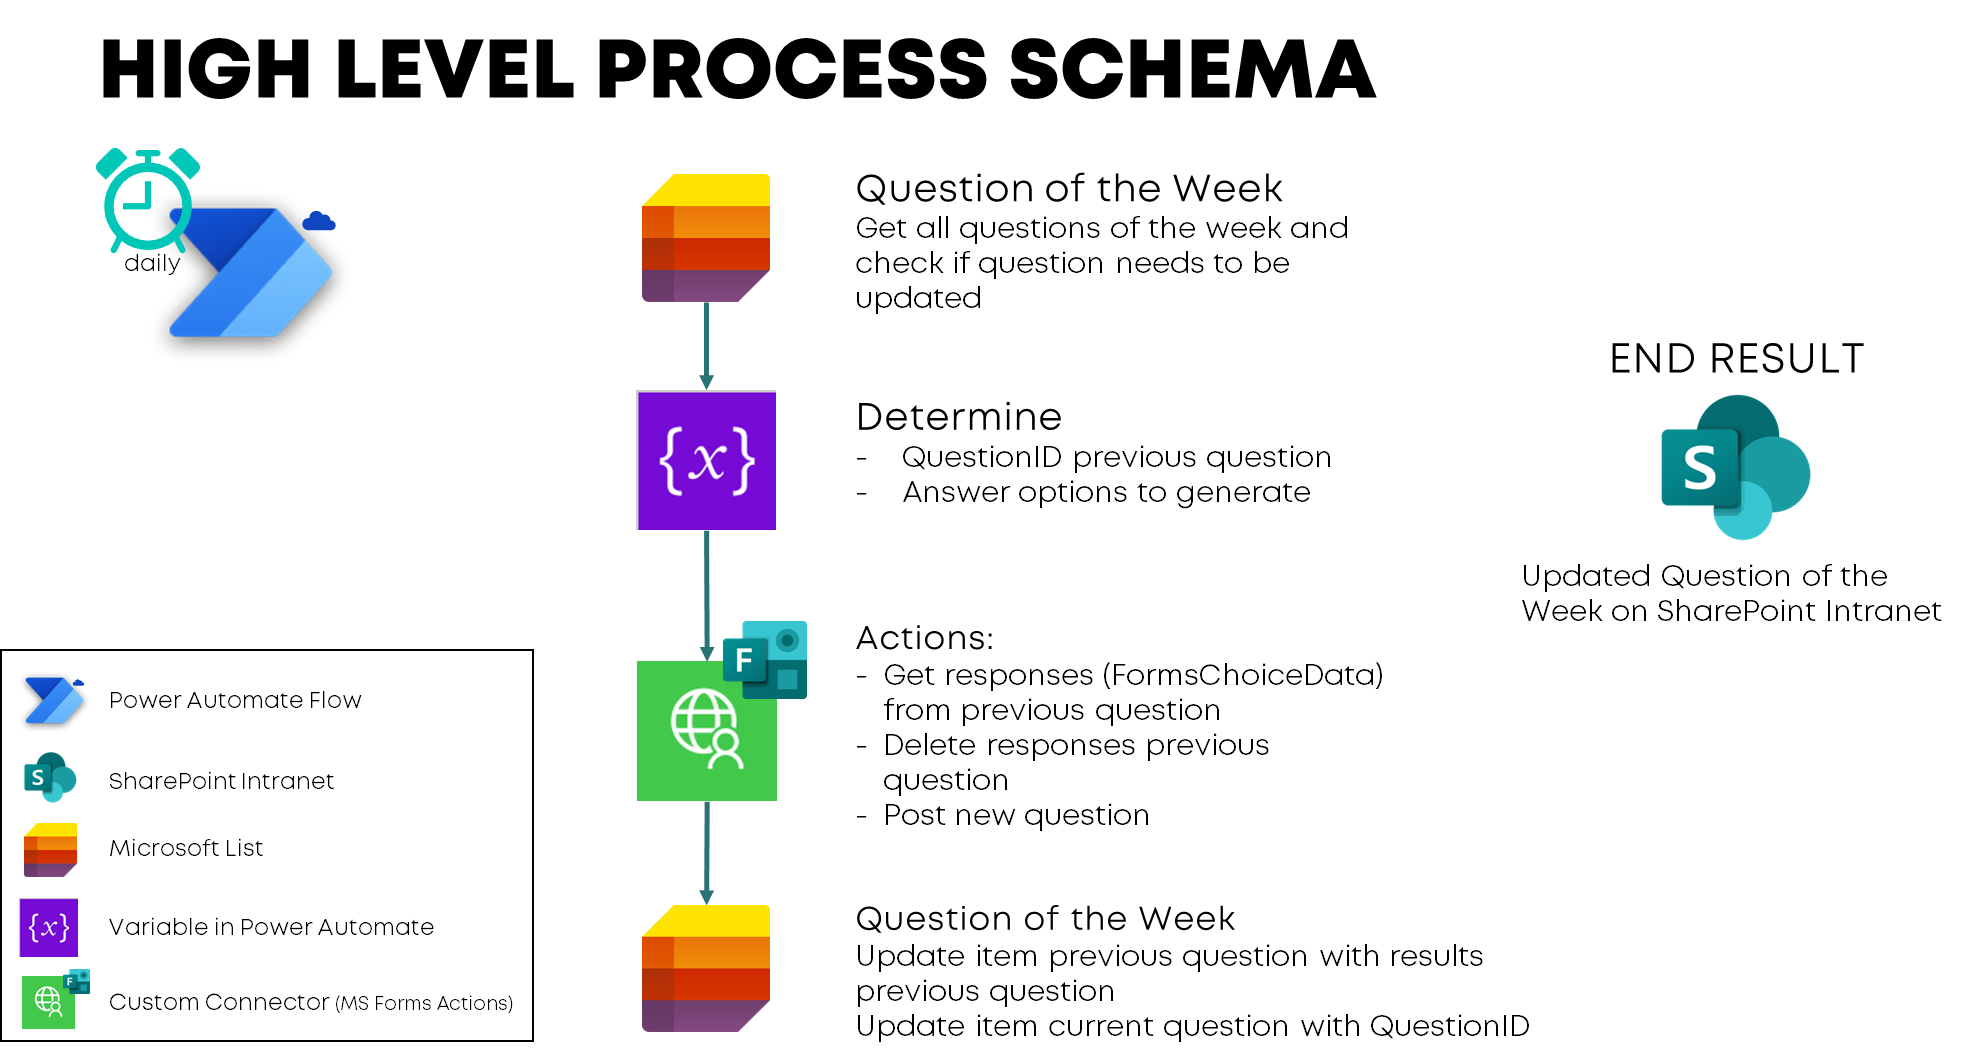 HIGH LEVEL PROCESS SCHEMA
daily
Question of the Week
Get all questions of the week and
check if question needs to be
updated
{x}
Determine
- QuestionID previous question
- Answer options to generate
F
Actions:
- Get responses (FormsChoiceData)
from previous question
- Delete responses previous
question
- Post new question
Question of the Week
Update item previous question with results
previous question
Update item current question with QuestionID
END RESULT
S
Updated Question of the
Week on SharePoint Intranet
Power Automate Flow
S
SharePoint Intranet
Microsoft List
{x}
Variable in Power Automate
F
Custom Connector (MS Forms Actions)